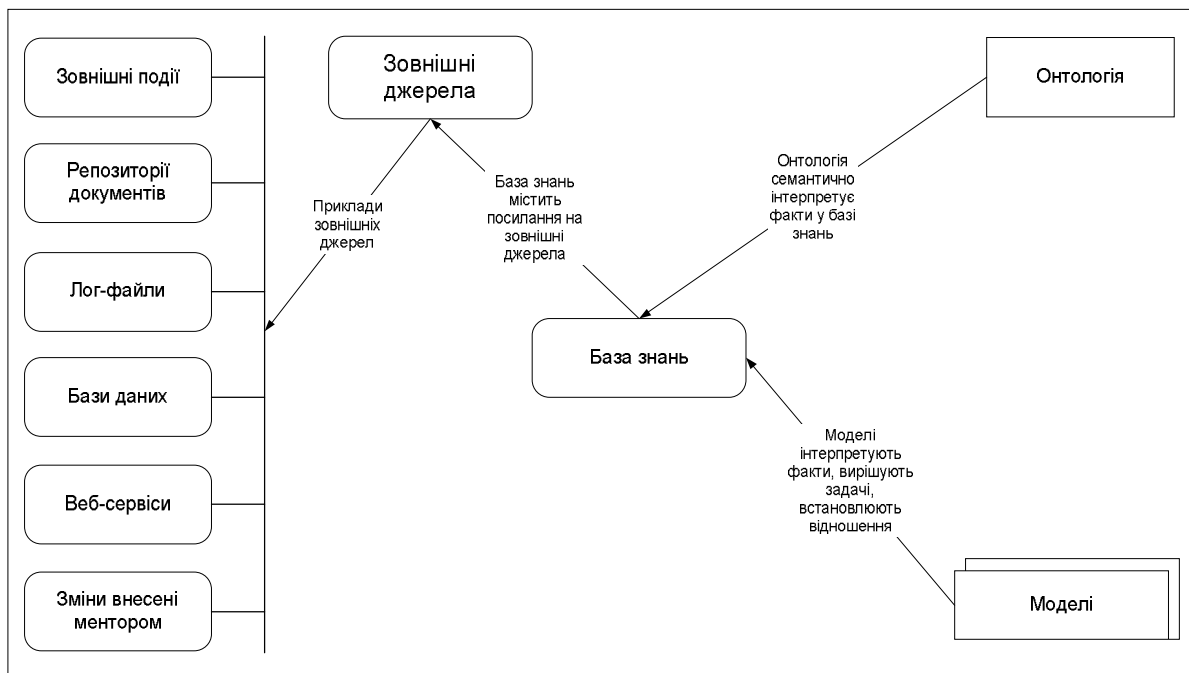 Зовнішні події
Репозиторії
документів
Лог-файли
Бази даних
Веб-сервіси
Зміни внесені
ментором
Зовнішні
джерела
Приклади
зовнішніх
джерел
База знань
містить
посилання на
зовнішні
джерела
База знань
Онтологія
Онтологія
семантично
інтерпретує
факти у базі
знань
Моделі
інтерпретують
факти, вирішують
задачі,
встановлюють
відношення
Моделі